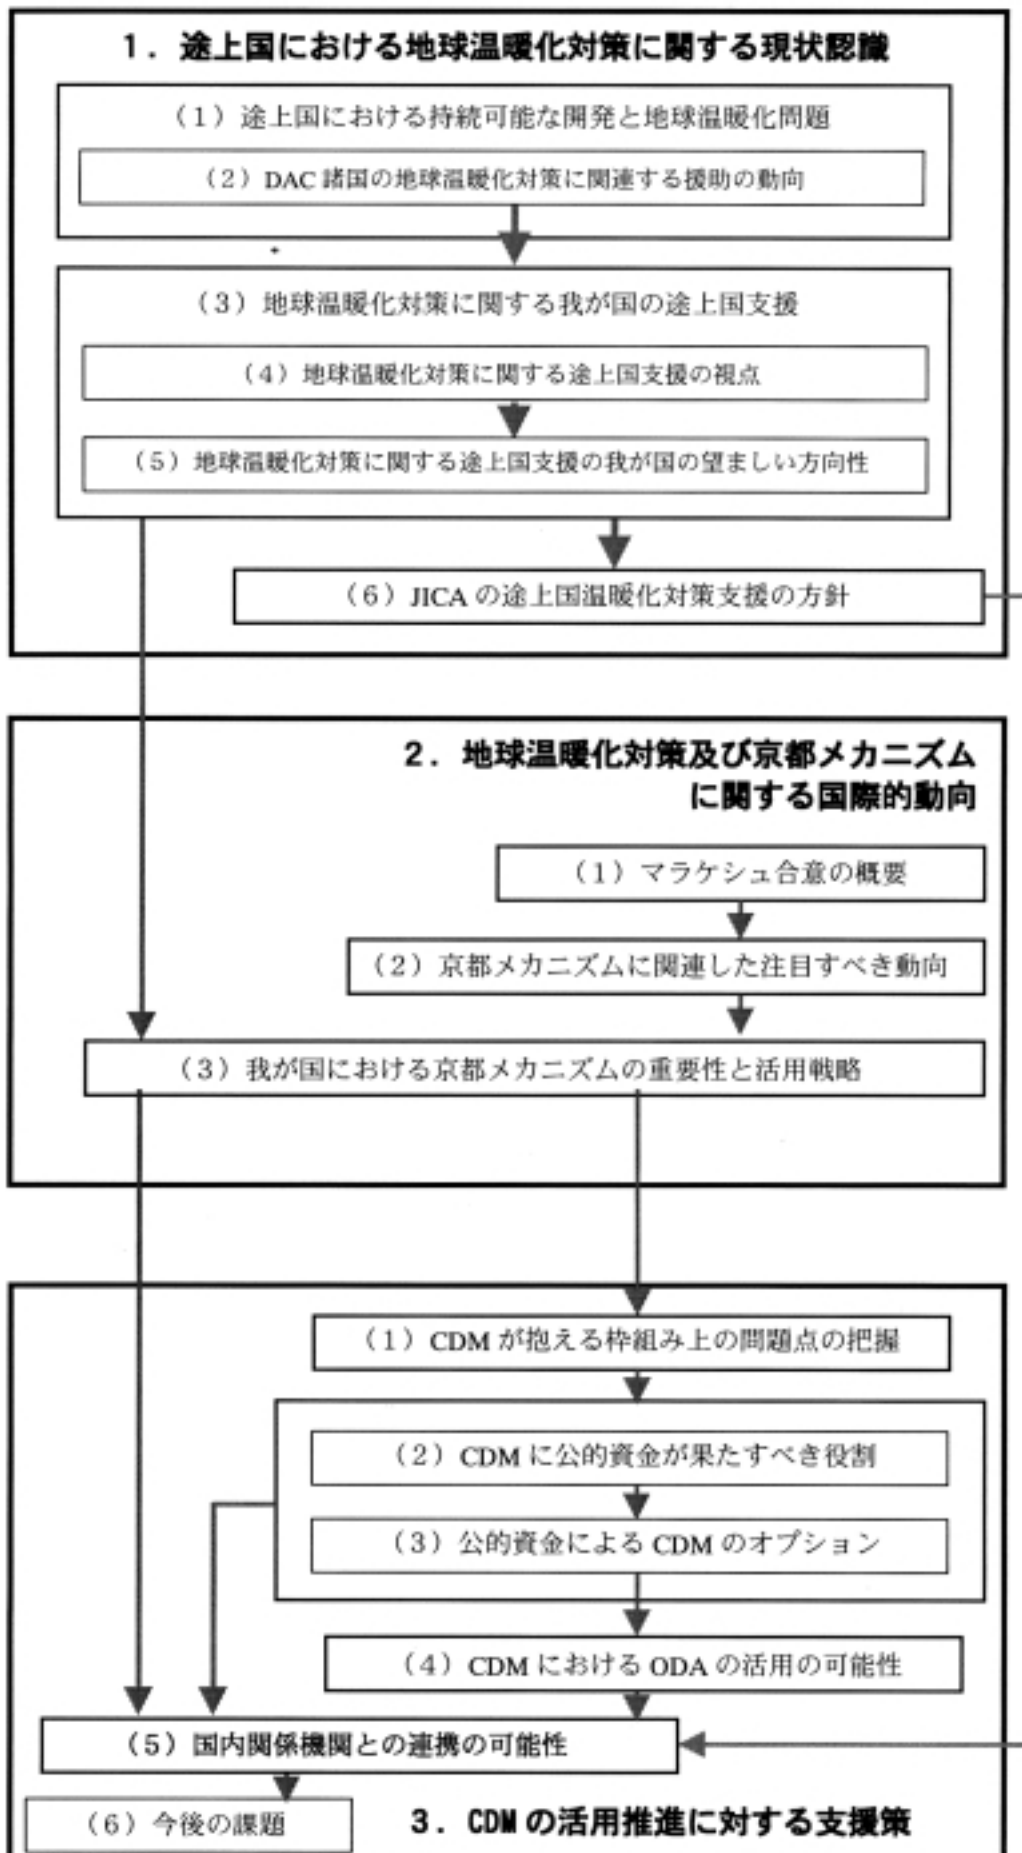 1．途上国における地球温暖化対策に関する現状認識
（1）途上国における持続可能な開発と地球温暖化問題
（2）DAC 諸国の地球温暖化対策に関連する援助の動向
（3）地球温暖化対策に関する我が国の途上国支援
（4）地球温暖化対策に関する途上国支援の視点
（5）地球温暖化対策に関する途上国支援の我が国の望ましい方向性
（6）JICA の途上国温暖化対策支援の方針
2．地球温暖化対策及び京都メカニズム
に関する国際的動向
（1）マラケシュ合意の概要
（2）京都メカニズムに関連した注目すべき動向
（3）我が国における京都メカニズムの重要性と活用戦略
（1）CDM が抱える枠組み上の問題点の把握
（2）CDM に公的資金が果たすべき役割
（3）公的資金による CDM のオプション
（4）CDM における ODA の活用の可能性
（5）国内関係機関との連携の可能性
（6）今後の課題
3．CDM の活用推進に対する支援策